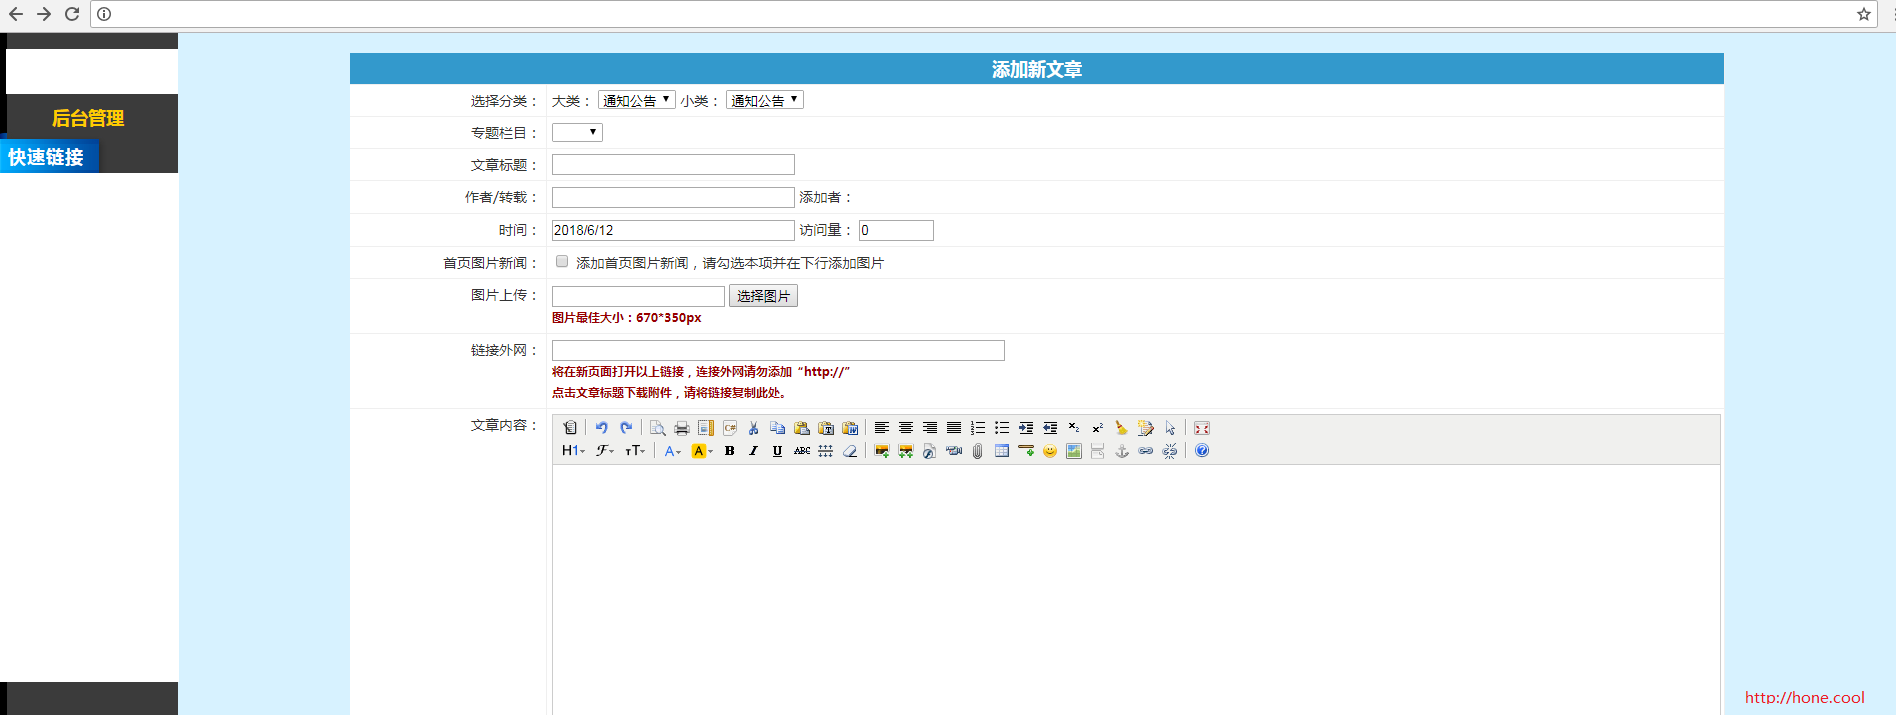 后台管理
快速链接
添加新文章
选择分类： 大类： 通知公告 小类： 通知公告
专题栏目：
文章标题：
作者/转载： 添加者：
时间： 2018/6/12 访问量： 0
首页图片新闻： 添加首页图片新闻，请勾选本项并在下行添加图片
图片上传： 选择图片
图片最佳大小：670*350px
链接外网：
将在新页面打开以上链接，连接外网请勿添加“http://”
点击文章标题下载附件，请将链接复制此处。
文章内容：
H1 F TT A A B I U ABC
http://hone.cool